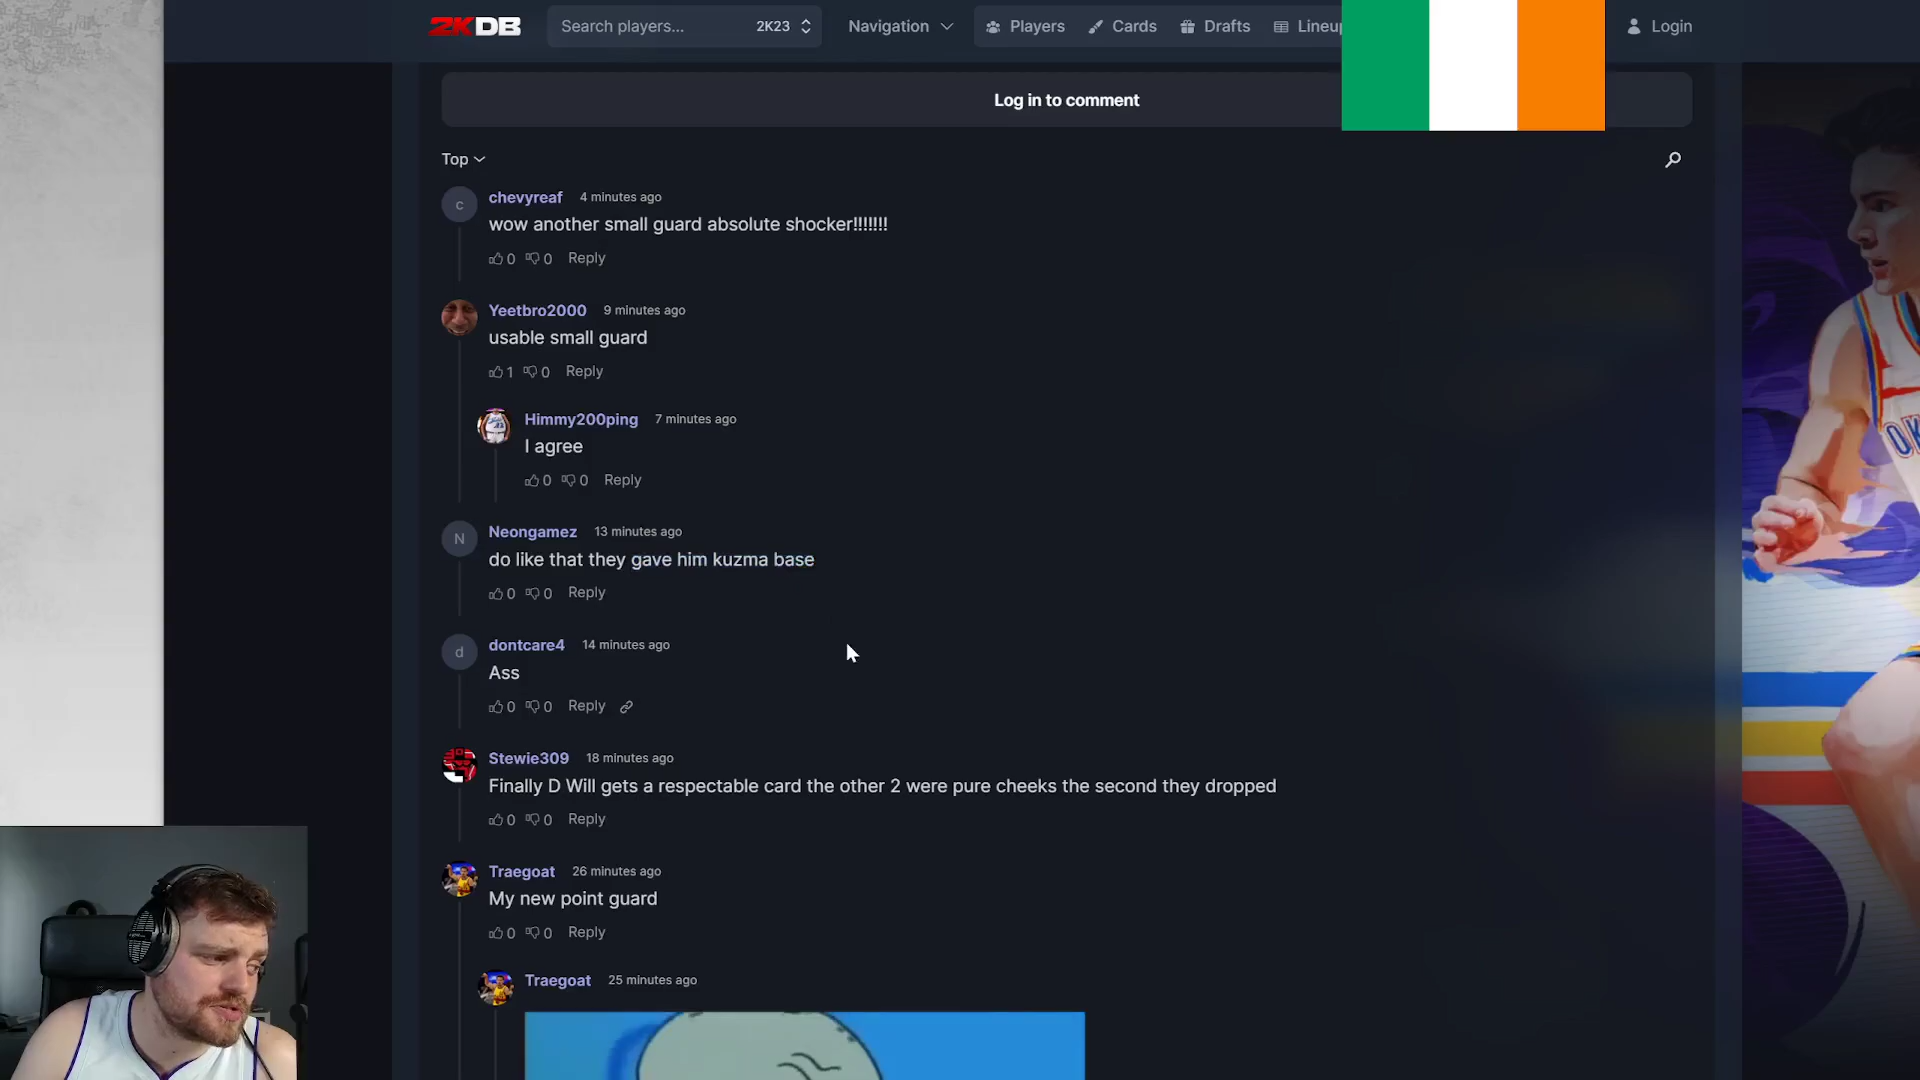 2KDB
Search players...
2K23
Navigation
Players
Cards
Drafts
Lineup
Login
Log in to comment
Top
c
chevyreaf 4 minutes ago
wow another small guard absolute shocker!!!!!!!
0 0 Reply
Yeetbro2000 9 minutes ago
usable small guard
1 0 Reply
Himmy200ping 7 minutes ago
I agree
0 0 Reply
N
Neongamez 13 minutes ago
do like that they gave him kuzma base
0 0 Reply
d
dontcare4 14 minutes ago
Ass
0 0 Reply
Stewie309 18 minutes ago
Finally D Will gets a respectable card the other 2 were pure cheeks the second they dropped
0 0 Reply
Traegoat 26 minutes ago
My new point guard
0 0 Reply
Traegoat 25 minutes ago
OK